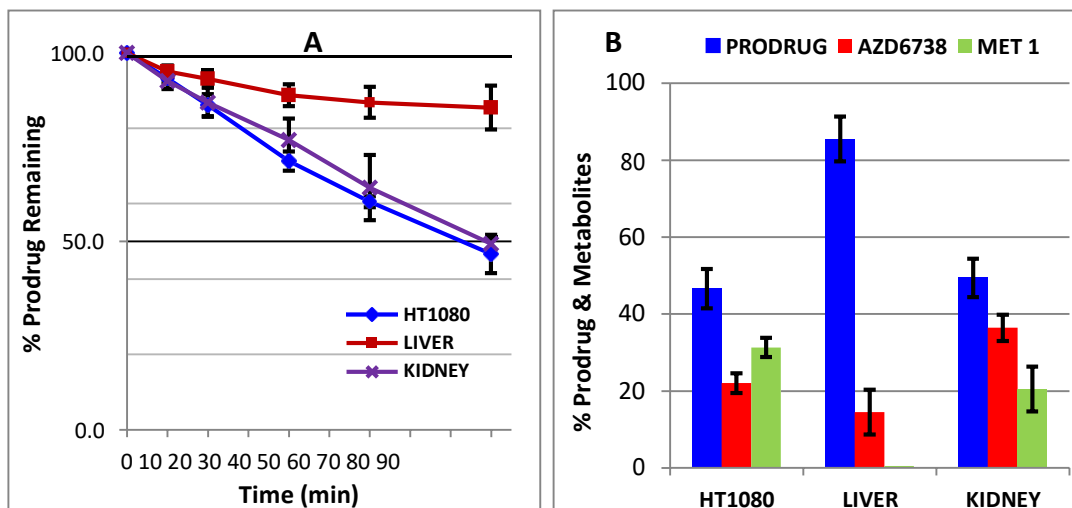 A
% Prodrug Remaining
100.0
50.0
0.0
HT1080
LIVER
KIDNEY
0 10 20 30 40 50 60 70 80 90
Time (min)
B
PRODRUG AZD6738 MET 1
% Prodrug & Metabolites
100
80
60
40
20
0
HT1080 LIVER KIDNEY